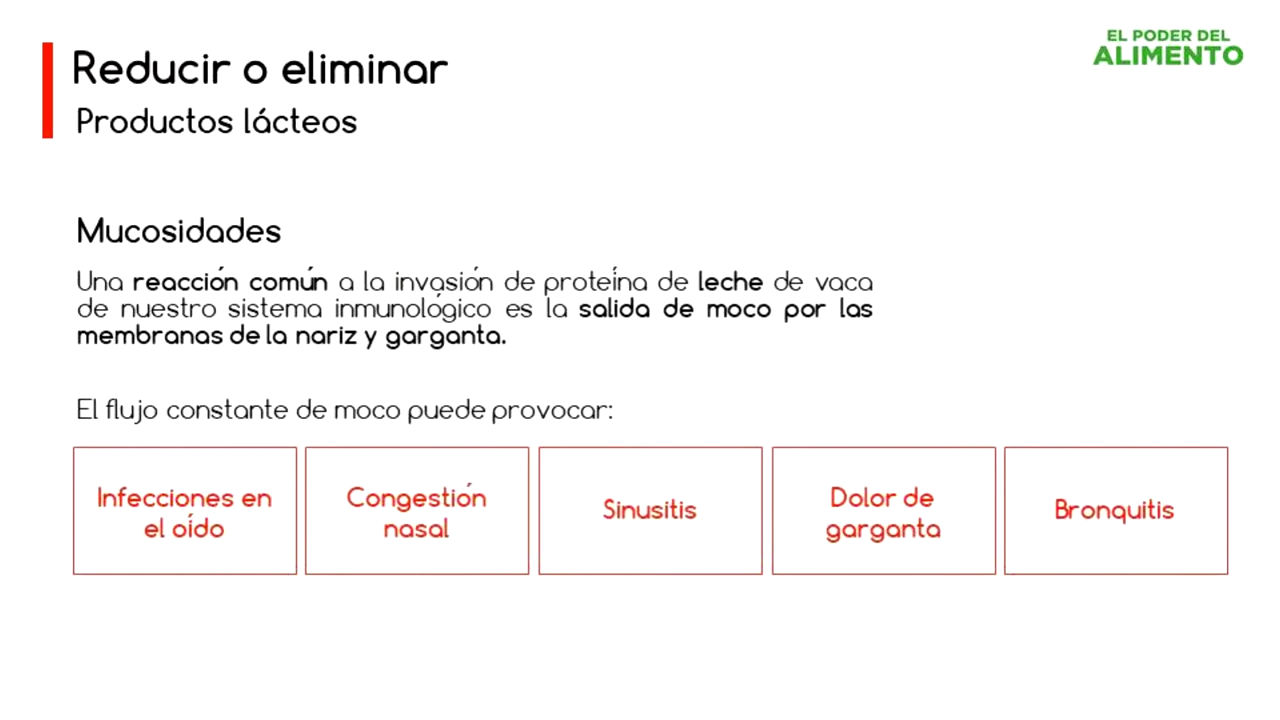 EL PODER DEL
ALIMENTO
Reducir o eliminar
Productos lácteos
Mucosidades
Una reacción común a la invasión de proteína de leche de vaca
de nuestro sistema inmunológico es la salida de moco por las
membranas de la nariz y garganta.
El flujo constante de moco puede provocar:
Infecciones en
el oído
Congestión
nasal
Sinusitis
Dolor de
garganta
Bronquitis